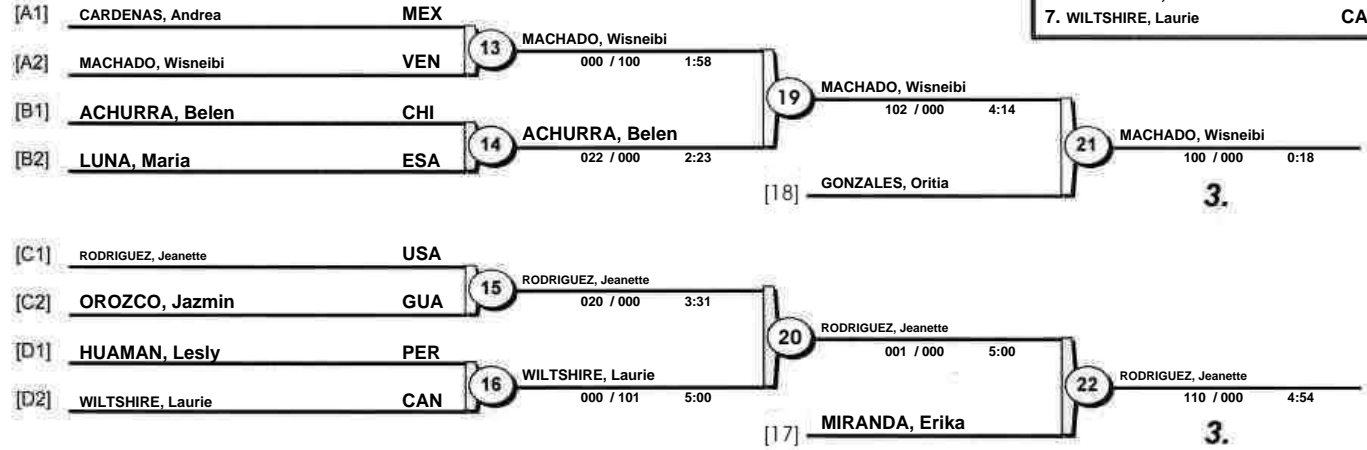 7. WILTSHIRE, Laurie CA
[A1] CARDENAS, Andrea MEX
13 MACHADO, Wisneibi
000 / 100 1:58
[A2] MACHADO, Wisneibi VEN
19 MACHADO, Wisneibi
102 / 000 4:14
[B1] ACHURRA, Belen CHI
14 ACHURRA, Belen
022 / 000 2:23
[B2] LUNA, Maria ESA
21 MACHADO, Wisneibi
100 / 000 0:18
[18] GONZALES, Oritia
3.
[C1] RODRIGUEZ, Jeanette USA
15 RODRIGUEZ, Jeanette
020 / 000 3:31
[C2] OROZCO, Jazmin GUA
20 RODRIGUEZ, Jeanette
001 / 000 5:00
[D1] HUAMAN, Lesly PER
16 WILTSHIRE, Laurie
000 / 101 5:00
[D2] WILTSHIRE, Laurie CAN
22 RODRIGUEZ, Jeanette
110 / 000 4:54
[17] MIRANDA, Erika
3.